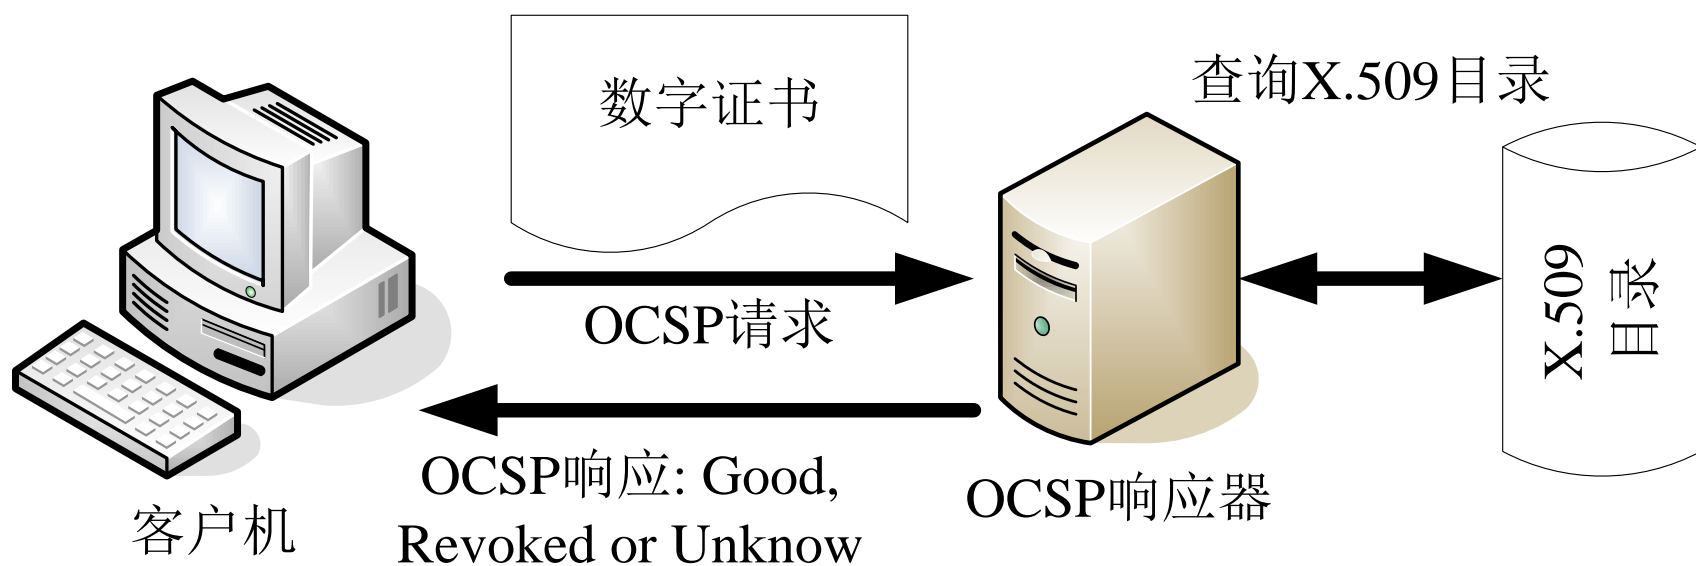 数字证书
查询X.509目录
X.509
目录
OCSP请求
OCSP响应: Good,
Revoked or Unknow
OCSP响应器
客户机